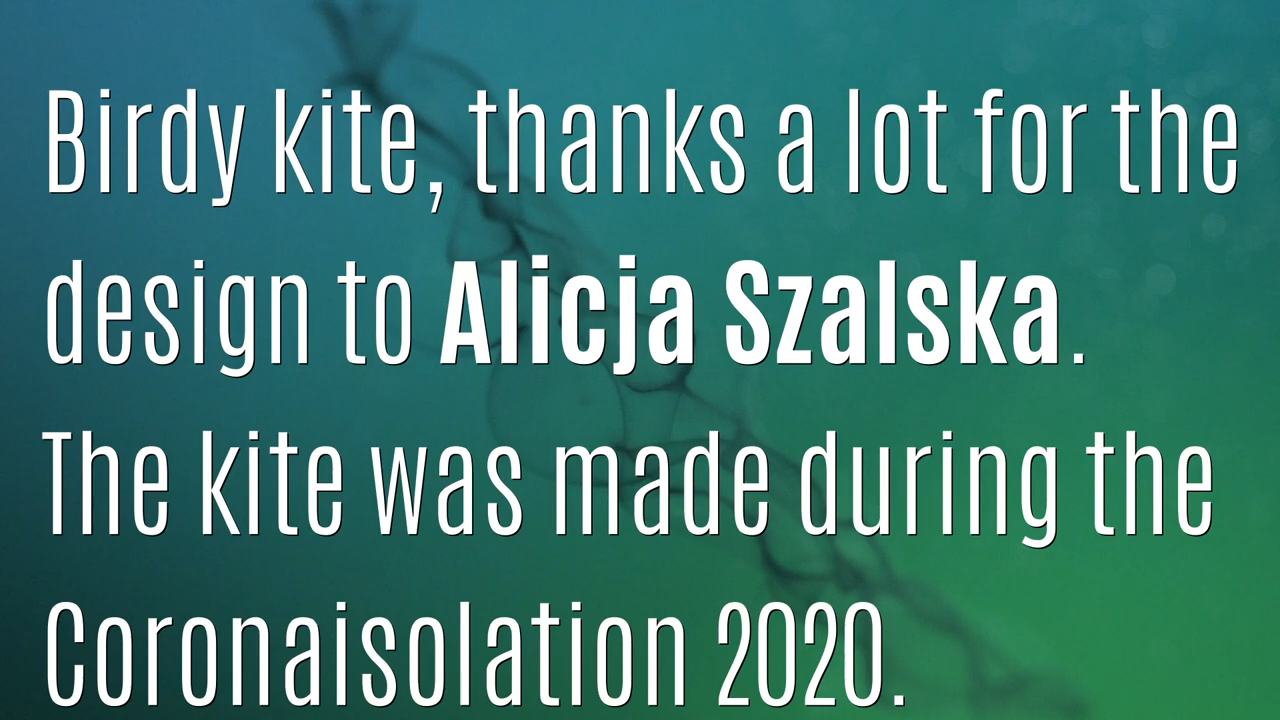 Birdy kite, thanks a lot for the
design to Alicja Szalska.
The kite was made during the
Coronaisolation 2020.